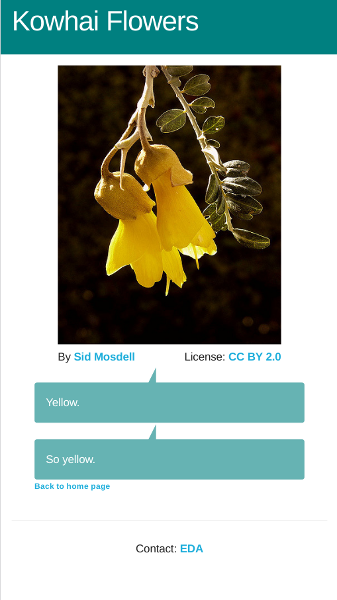 Kowhai Flowers
By Sid Mosdell License: CC BY 2.0
Yellow.
So yellow.
Back to home page
Contact: EDA